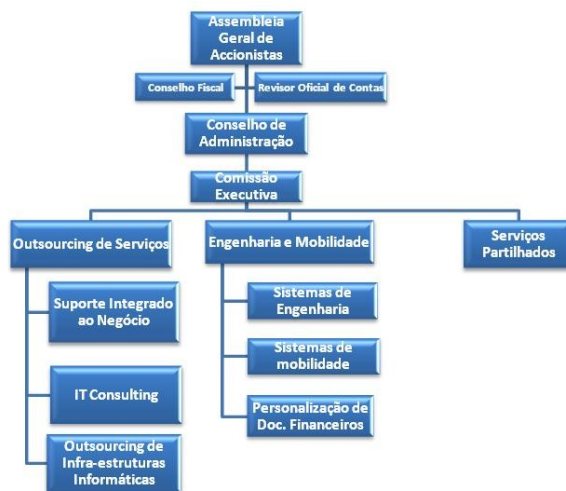 Assembleia
Geral de
Accionistas
Conselho Fiscal
Revisor Oficial de Contas
Conselho de
Administração
Comissão
Executiva
Outsourcing de Serviços
Engenharia e Mobilidade
Serviços
Partilhados
Suporte Integrado
ao Negócio
IT Consulting
Outsourcing de
Infra-estruturas
Informáticas
Sistemas de
Engenharia
Sistemas de
mobilidade
Personalização de
Doc. Financeiros